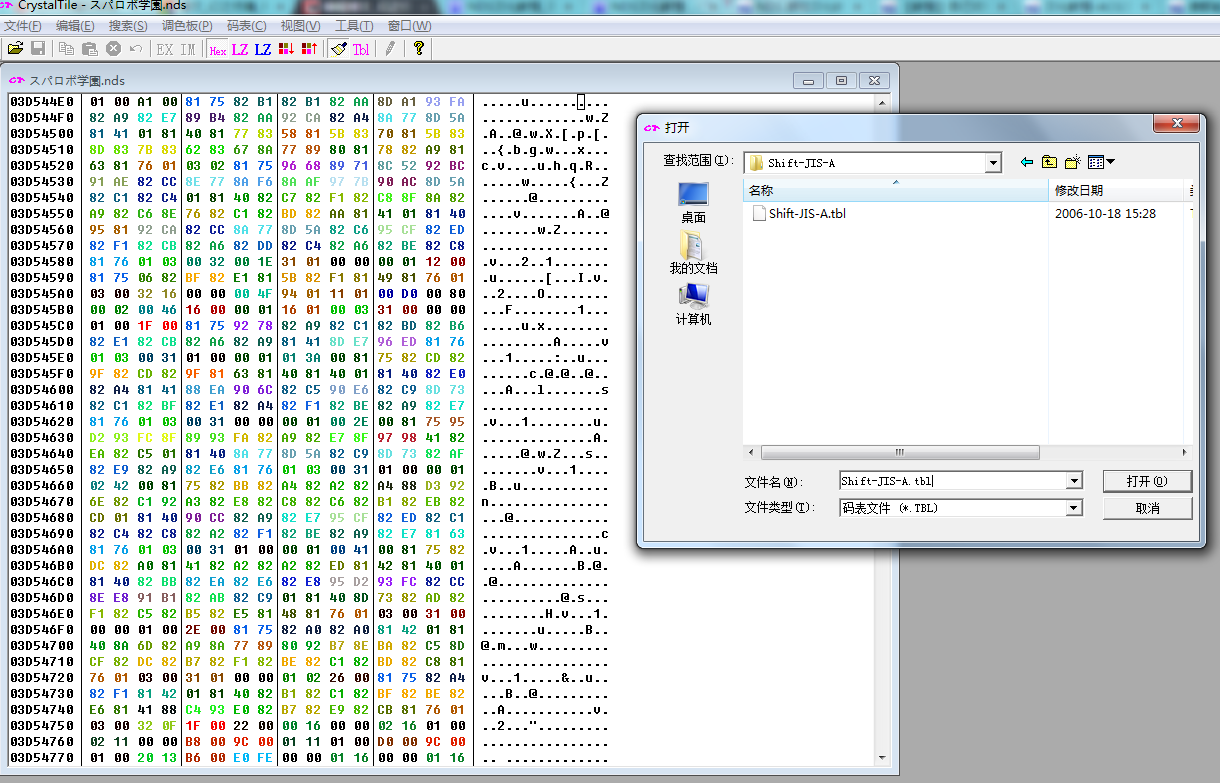 CrystalTile - スパロボ学園.nds
文件(F) 编辑(E) 搜索(S) 调色板(P) 码表(C) 视图(V) 工具(T) 窗口(W)
EX IM Hex LZ LZ Tbl
スパロボ学園.nds
03D544E0 01 00 A1 00 81 75 82 B1 82 B1 82 AA 8D A1 93 FA .....u..........
03D544F0 82 A9 82 E7 89 B4 82 AA 92 CA 82 A4 8A 77 8D 5A .............w.Z
03D54500 81 41 01 81 40 81 77 83 58 81 5B 83 70 81 5B 83 .A..@.w.X.[.p.[.
03D54510 8D 83 7B 83 62 83 67 8A 77 89 80 81 78 82 A9 81 ..{.b.g.w...x...
03D54520 63 81 76 01 03 02 81 75 96 68 89 71 8C 52 92 BC c.v....u.h.q.R..
03D54530 91 AE 82 CC 8E 77 8A F6 8A AF 97 7B 90 AC 8D 5A .....w.....{...Z
03D54540 82 C1 82 C4 01 81 40 82 C7 82 F1 82 C8 8F 8A 82 ......@.........
03D54550 A9 82 C6 8E 76 82 C1 82 BD 82 AA 81 41 01 81 40 ....v.......A..@
03D54560 95 81 92 CA 82 CC 8A 77 8D 5A 82 C6 95 CF 82 ED .......w.Z......
03D54570 82 F1 82 CB 82 A6 82 DD 82 C4 82 A6 82 BE 82 C8 ................
03D54580 81 76 01 03 00 32 00 1E 31 01 00 00 00 01 12 00 .v...2..1.......
03D54590 81 75 06 82 BF 82 E1 81 5B 82 F1 81 49 81 76 01 .u......[...I.v.
03D545A0 03 00 32 16 00 00 00 4F 94 01 11 01 00 D0 00 80 ..2....O........
03D545B0 00 02 00 46 16 00 00 01 16 01 00 03 31 00 00 00 ...F........1...
03D545C0 01 00 1F 00 81 75 92 78 82 A9 82 C1 82 BD 82 B6 .....u.x........
03D545D0 82 E1 82 CB 82 A6 82 A9 81 41 8D E7 96 ED 81 76 .........A.....v
03D545E0 01 03 00 31 01 00 00 01 01 3A 00 81 75 82 CD 82 ...1.....:..u...
03D545F0 9F 82 CD 82 9F 81 63 81 40 81 40 01 81 40 82 E0 ......c.@.@..@..
03D54600 82 A4 81 41 88 EA 90 6C 82 C5 90 E6 82 C9 8D 73 ...A...l.......s
03D54610 82 C1 82 BF 82 E1 82 A4 82 F1 82 BE 82 A9 82 E7 ................
03D54620 81 76 01 03 00 31 00 00 00 01 00 2E 00 81 75 95 .v...1........u.
03D54630 D2 93 FC 8F 89 93 FA 82 A9 82 E7 8F 97 98 41 82 ..............A.
03D54640 EA 82 C5 01 81 40 8A 77 8D 5A 82 C9 8D 73 82 AF .....@.w.Z...s..
03D54650 82 E9 82 A9 82 E6 81 76 01 03 00 31 01 00 00 01 .......v...1....
03D54660 02 42 00 81 75 82 BB 82 A4 82 A2 82 A4 88 D3 92 .B..u...........
03D54670 6E 82 C1 92 A3 82 E8 82 C8 82 C6 82 B1 82 EB 82 n...............
03D54680 CD 01 81 40 90 CC 82 A9 82 E7 95 CF 82 ED 82 C1 ...@............
03D54690 82 C4 82 C8 82 A2 82 F1 82 BE 82 A9 82 E7 81 63 ...............c
03D546A0 81 76 01 03 00 31 01 00 00 01 00 41 00 81 75 82 .v...1.....A..u.
03D546B0 DC 82 A0 81 41 82 A2 82 A2 82 ED 81 42 81 40 01 ....A.......B.@.
03D546C0 81 40 82 BB 82 EA 82 E6 82 E8 95 D2 93 FC 82 CC .@..............
03D546D0 8E E8 91 B1 82 AB 82 C9 01 81 40 8D 73 82 AD 82 ..........@.s...
03D546E0 F1 82 C5 82 B5 82 E5 81 48 81 76 01 03 00 31 00 ........H.v...1.
03D546F0 00 00 01 00 2E 00 81 75 82 A0 82 A0 81 42 01 81 .......u.....B..
03D54700 40 8A 6D 82 A9 8A 77 89 80 92 B7 8E BA 82 C5 8D @.m...w.........
03D54710 CF 82 DC 82 B7 82 F1 82 BE 82 C1 82 BD 82 C8 81 ................
03D54720 76 01 03 00 31 01 00 00 01 02 26 00 81 75 82 A4 v...1.....&..u..
03D54730 82 F1 81 42 01 81 40 82 B1 82 C1 82 BF 82 BE 82 ...B..@.........
03D54740 E6 81 41 88 C4 93 E0 82 B7 82 E9 82 CB 81 76 01 ..A...........v.
03D54750 03 00 32 0F 1F 00 22 00 00 16 00 00 02 16 01 00 ..2...".........
03D54760 02 11 00 00 B8 00 9C 00 01 11 01 00 D0 00 9C 00 ................
03D54770 01 00 20 13 B6 00 E0 FE 00 00 01 16 00 00 01 16 .. .............
打开
查找范围(I): Shift-JIS-A
名称 修改日期
Shift-JIS-A.tbl 2006-10-18 15:28
桌面
我的文档
计算机
文件名(N): Shift-JIS-A.tbl 打开(O)
文件类型(T): 码表文件 (*.TBL) 取消